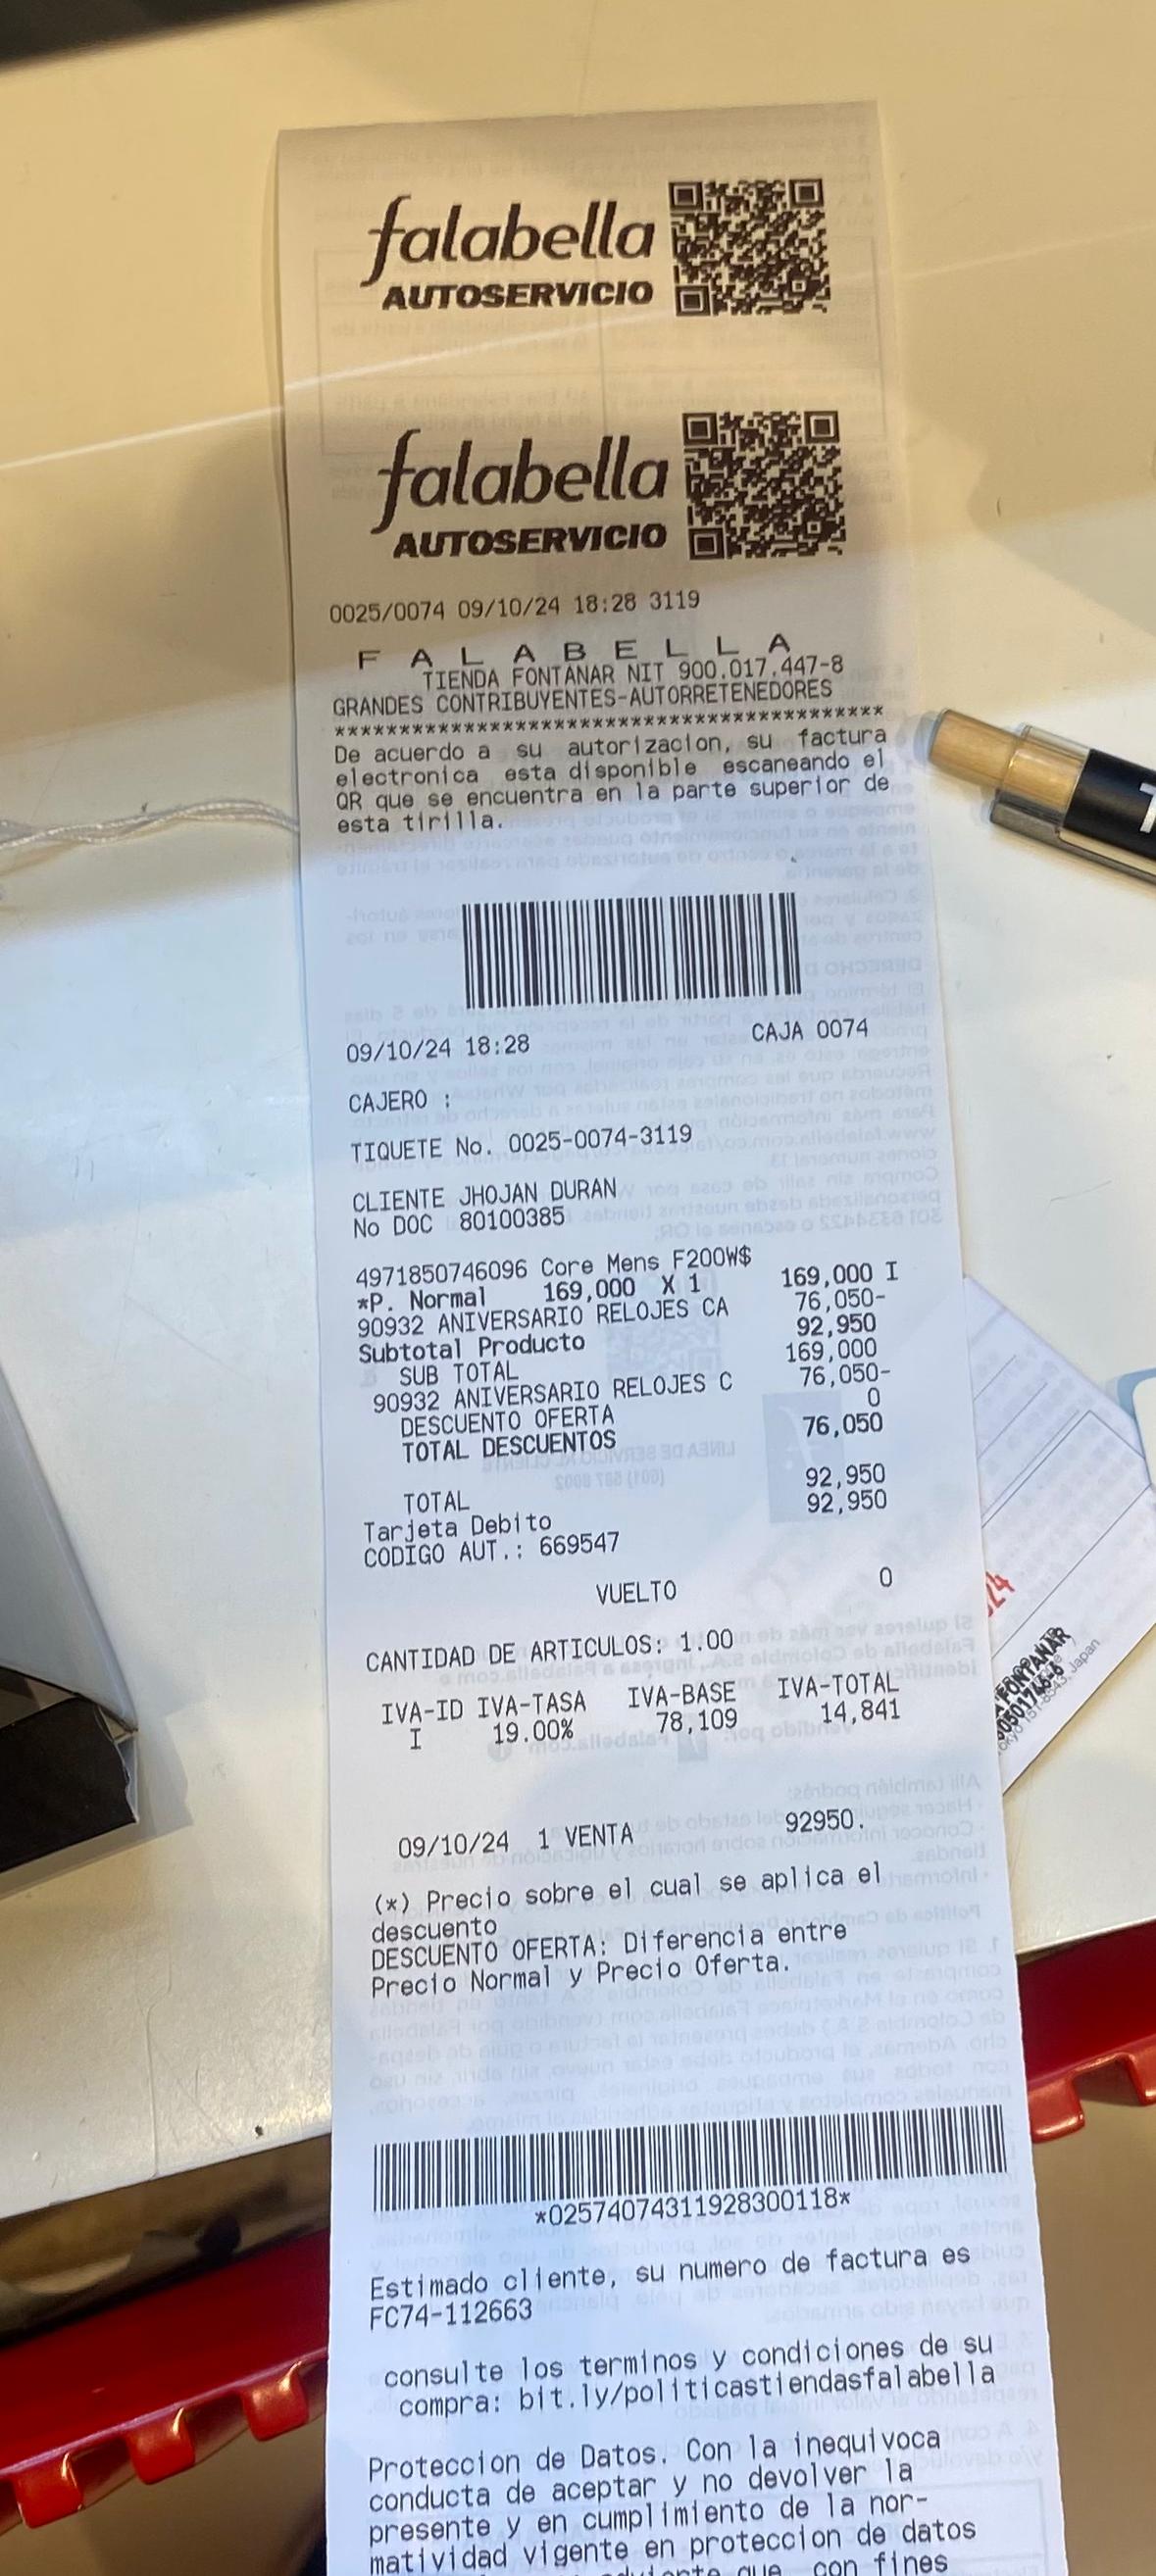 falabella
AUTOSERVICIO
falabella
AUTOSERVICIO
0025/0074 09/10/24 18:28 3119
F A L A B E L L A
TIENDA FONTANAR NIT 900.017.447-8
GRANDES CONTRIBUYENTES-AUTORRETENEDORES
******************************************
De acuerdo a su autorizacion, su factura
electronica esta disponible escaneando el
QR que se encuentra en la parte superior de
esta tirilla.
09/10/24 18:28 CAJA 0074
CAJERO :
TIQUETE No. 0025-0074-3119
CLIENTE JHOJAN DURAN
No DOC 80100385
4971850746096 Core Mens F200W$
*P. Normal 169,000 X 1 169,000 I
90932 ANIVERSARIO RELOJES CA 76,050-
Subtotal Producto 92,950
SUB TOTAL 169,000
90932 ANIVERSARIO RELOJES C 76,050-
DESCUENTO OFERTA 0
TOTAL DESCUENTOS 76,050
TOTAL 92,950
Tarjeta Debito 92,950
CODIGO AUT.: 669547
VUELTO 0
CANTIDAD DE ARTICULOS: 1.00
IVA-ID IVA-TASA IVA-BASE IVA-TOTAL
I 19.00% 78,109 14,841
09/10/24 1 VENTA 92950.
(*) Precio sobre el cual se aplica el
descuento
DESCUENTO OFERTA: Diferencia entre
Precio Normal y Precio Oferta.
*02574074311928300118*
Estimado cliente, su numero de factura es
FC74-112663
consulte los terminos y condiciones de su
compra: bit.ly/politicastiendasfalabella
Proteccion de Datos. Con la inequivoca
conducta de aceptar y no devolver la
presente y en cumplimiento de la nor-
matividad vigente en proteccion de datos
que con fines
FONTANAR
Japan